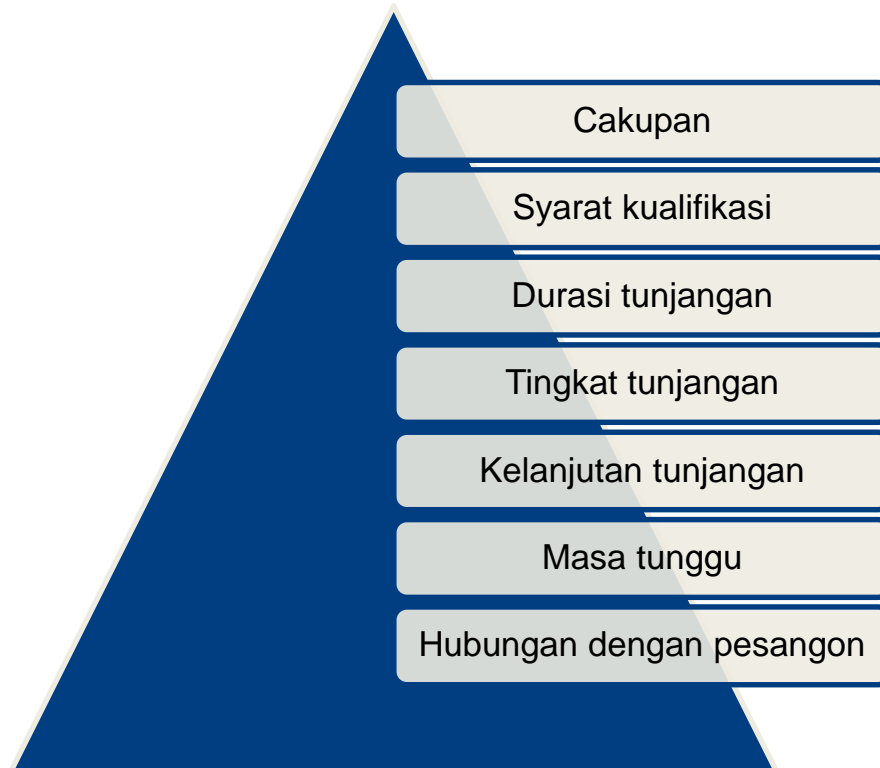 Cakupan
Syarat kualifikasi
Durasi tunjangan
Tingkat tunjangan
Kelanjutan tunjangan
Masa tunggu
Hubungan dengan pesangon